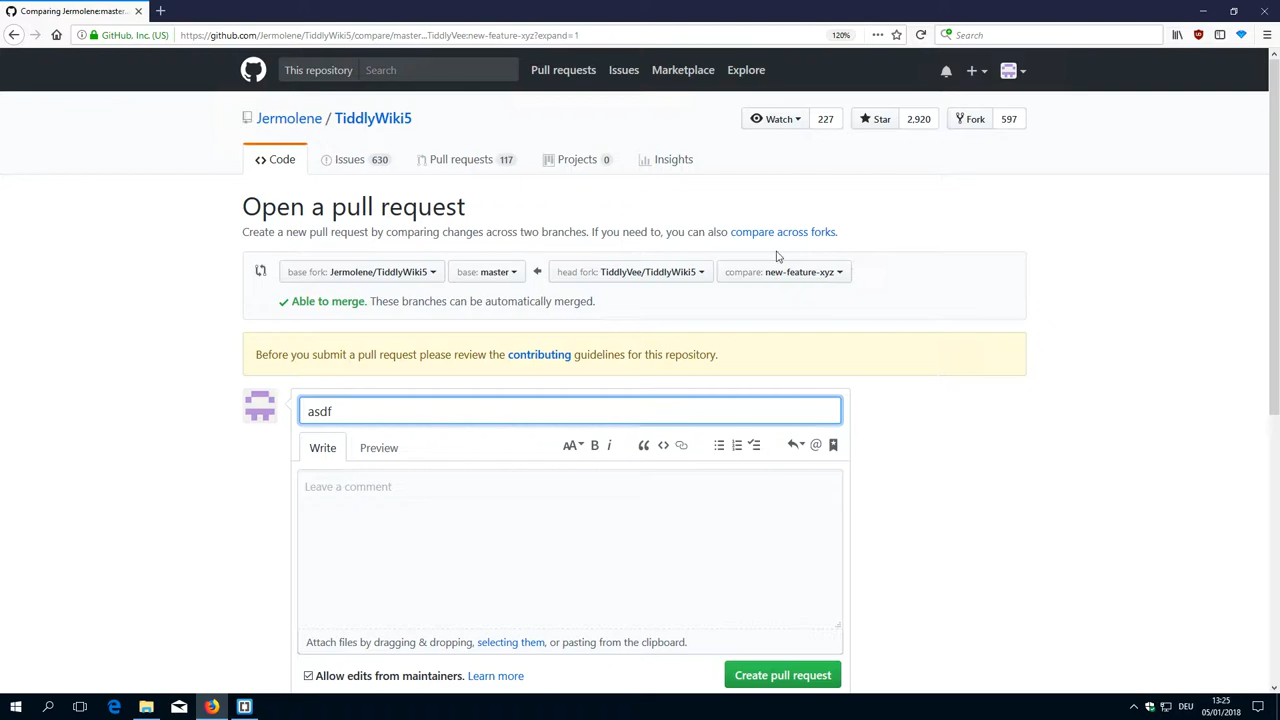 Comparing Jermolene:master...
GitHub, Inc. (US)
https://github.com/Jermolene/TiddlyWiki5/compare/master...TiddlyVee:new-feature-xyz?expand=1
120%
Search
This repository
Search
Pull requests
Issues
Marketplace
Explore
Jermolene / TiddlyWiki5
Watch 227
Star 2,920
Fork 597
Code
Issues 630
Pull requests 117
Projects 0
Insights
Open a pull request
Create a new pull request by comparing changes across two branches. If you need to, you can also compare across forks.
base fork: Jermolene/TiddlyWiki5
base: master
head fork: TiddlyVee/TiddlyWiki5
compare: new-feature-xyz
Able to merge. These branches can be automatically merged.
Before you submit a pull request please review the contributing guidelines for this repository.
asdf
Write
Preview
AA B i
Leave a comment
Attach files by dragging & dropping, selecting them, or pasting from the clipboard.
Allow edits from maintainers. Learn more
Create pull request
DEU
13:25
05/01/2018